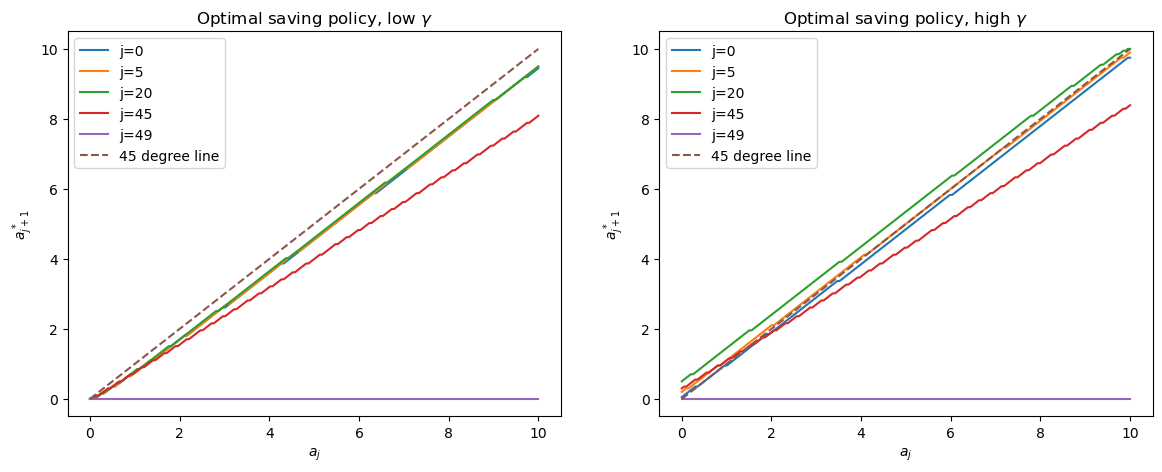 Optimal saving policy, low γ
j=0
j=5
j=20
j=45
j=49
45 degree line
10
8
6
4
2
0
a*j+1
0 2 4 6 8 10
aj
Optimal saving policy, high γ
j=0
j=5
j=20
j=45
j=49
45 degree line
10
8
6
4
2
0
a*j+1
0 2 4 6 8 10
aj